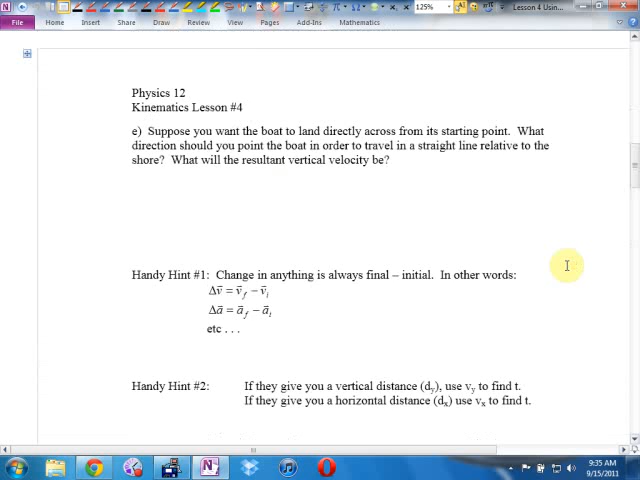 125%
Lesson 4 Usin...
File
Home
Insert
Share
Draw
Review
View
Add-Ins
Mathematics
Physics 12
Kinematics Lesson #4
e) Suppose you want the boat to land directly across from its starting point. What
direction should you point the boat in order to travel in a straight line relative to the
shore? What will the resultant vertical velocity be?
Handy Hint #1: Change in anything is always final – initial. In other words:
Δv⃗ = v⃗f − v⃗i
Δa⃗ = a⃗f − a⃗i
etc . . .
Handy Hint #2: If they give you a vertical distance (dy), use vy to find t.
If they give you a horizontal distance (dx) use vx to find t.
9:35 AM
9/15/2011